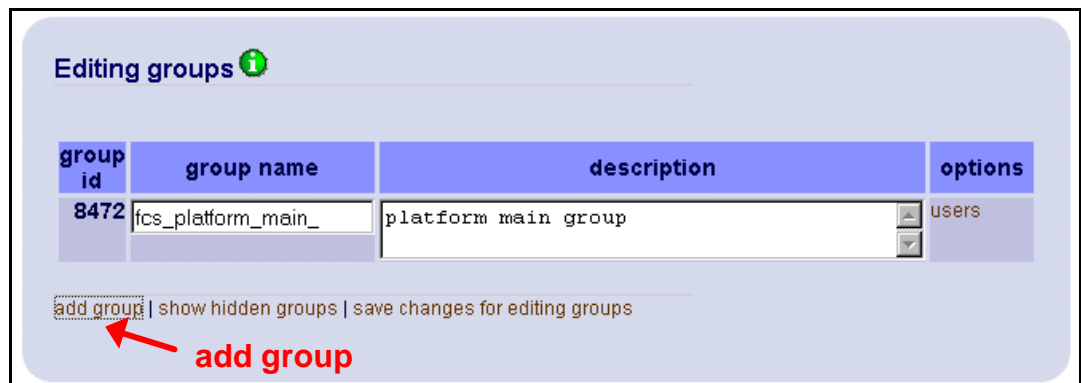 Editing groups
group id
group name
description
options
8472
fcs_platform_main_
platform main group
users
add group | show hidden groups | save changes for editing groups
add group